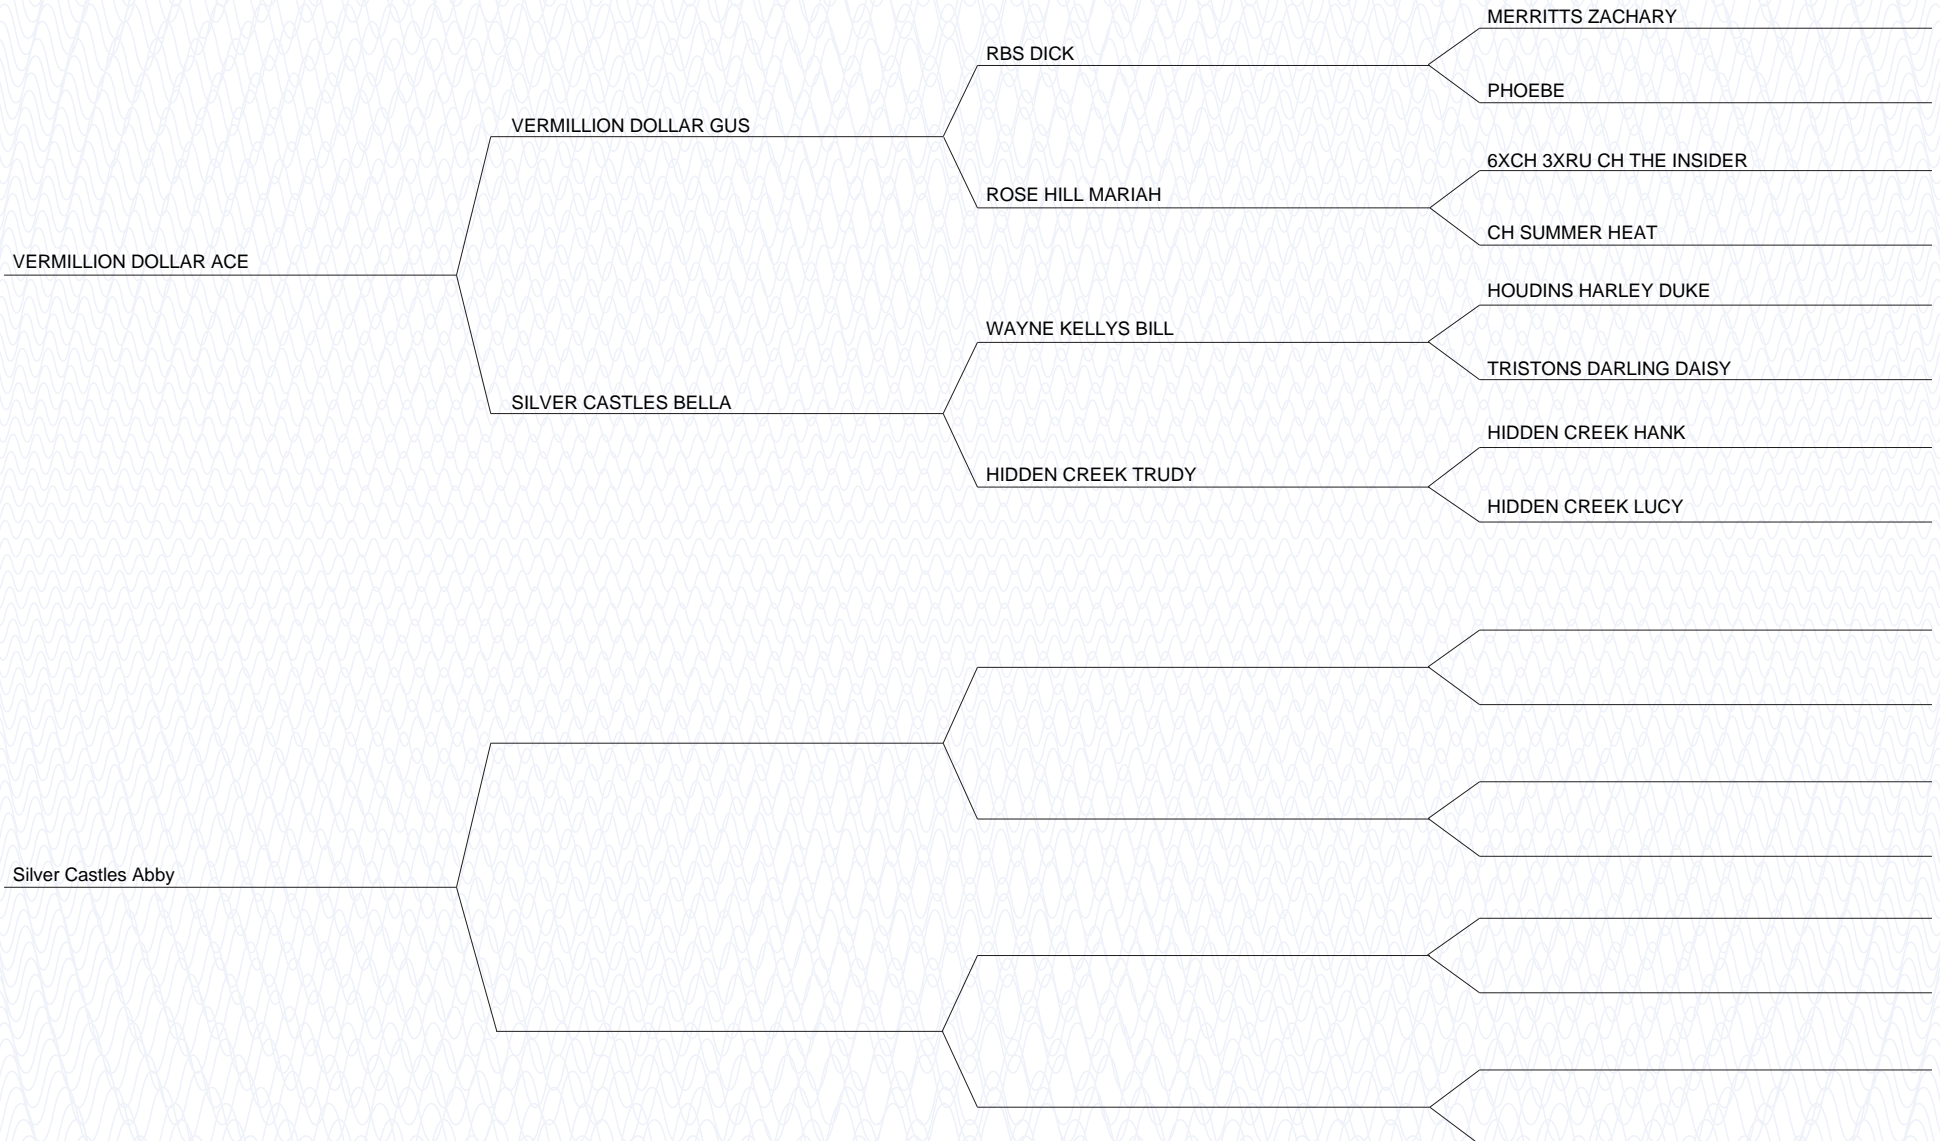 MERRITTS ZACHARY
RBS DICK
PHOEBE
VERMILLION DOLLAR GUS
6XCH 3XRU CH THE INSIDER
ROSE HILL MARIAH
CH SUMMER HEAT
VERMILLION DOLLAR ACE
HOUDINS HARLEY DUKE
WAYNE KELLYS BILL
TRISTONS DARLING DAISY
SILVER CASTLES BELLA
HIDDEN CREEK HANK
HIDDEN CREEK TRUDY
HIDDEN CREEK LUCY
Silver Castles Abby